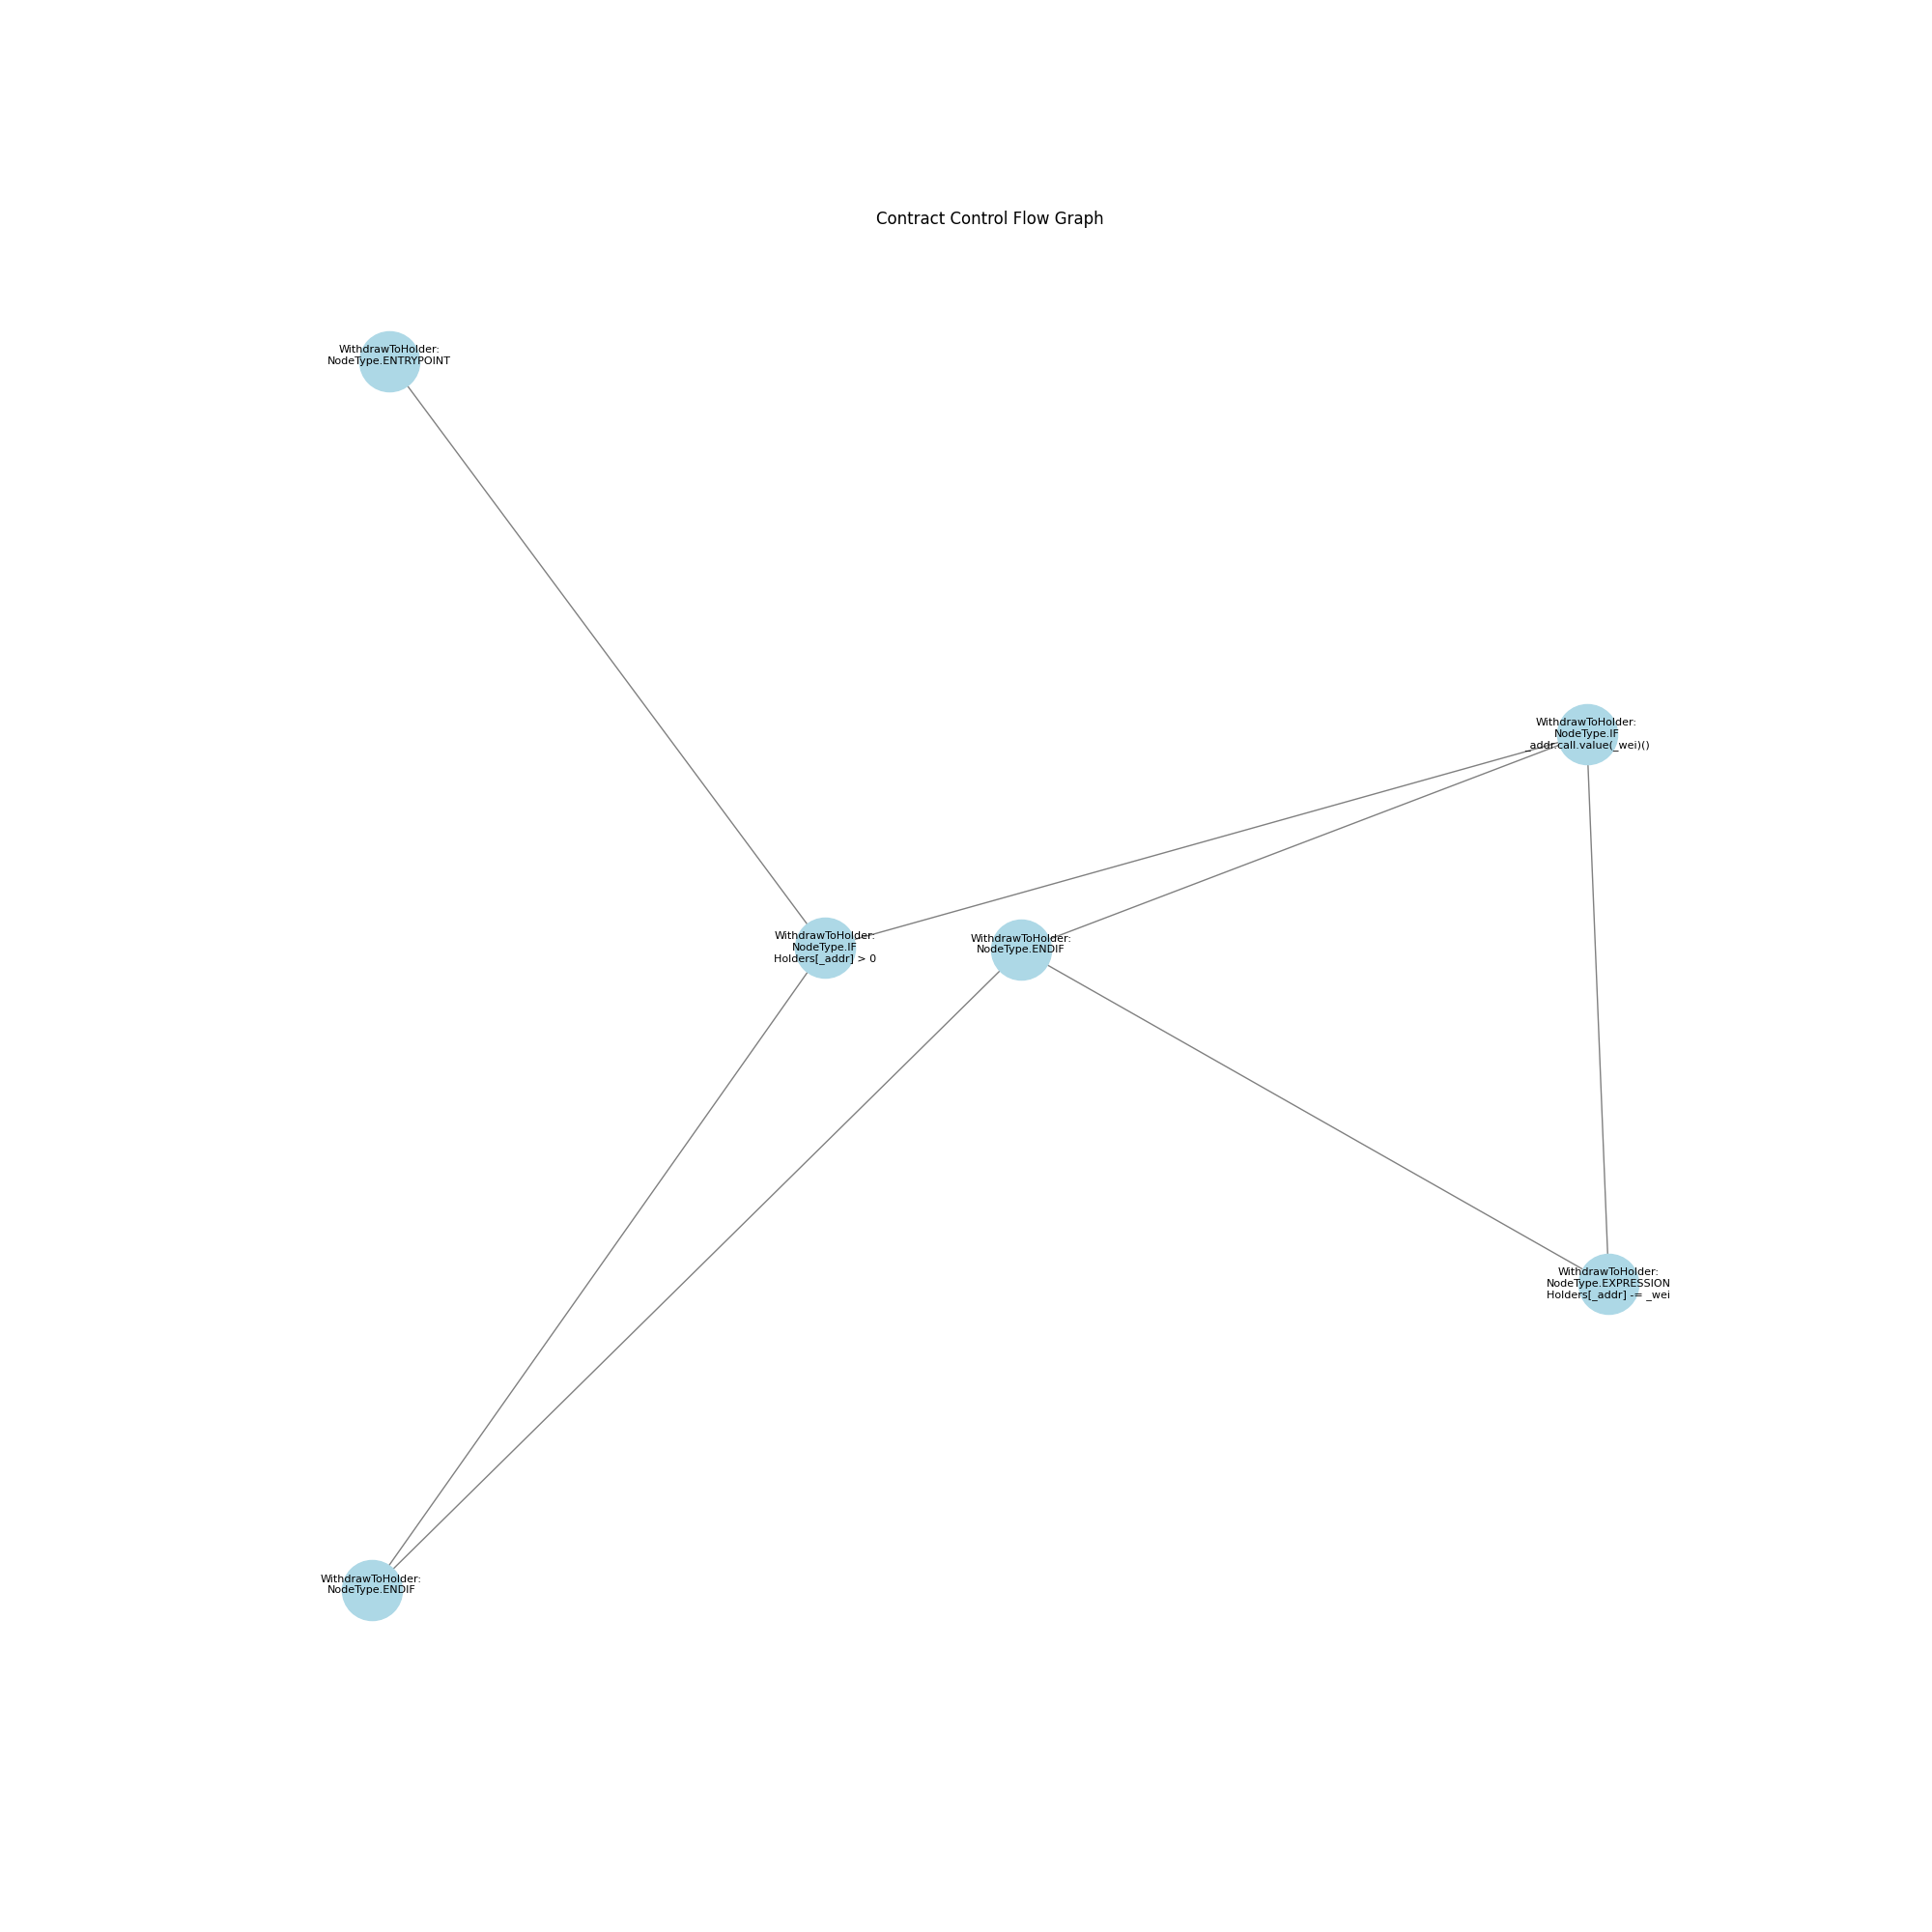 Contract Control Flow Graph
WithdrawToHolder:
NodeType.ENTRYPOINT
WithdrawToHolder:
NodeType.IF
_addr.call.value(_wei)()
WithdrawToHolder:
NodeType.IF
Holders[_addr] > 0
WithdrawToHolder:
NodeType.ENDIF
WithdrawToHolder:
NodeType.EXPRESSION
Holders[_addr] -= _wei
WithdrawToHolder:
NodeType.ENDIF